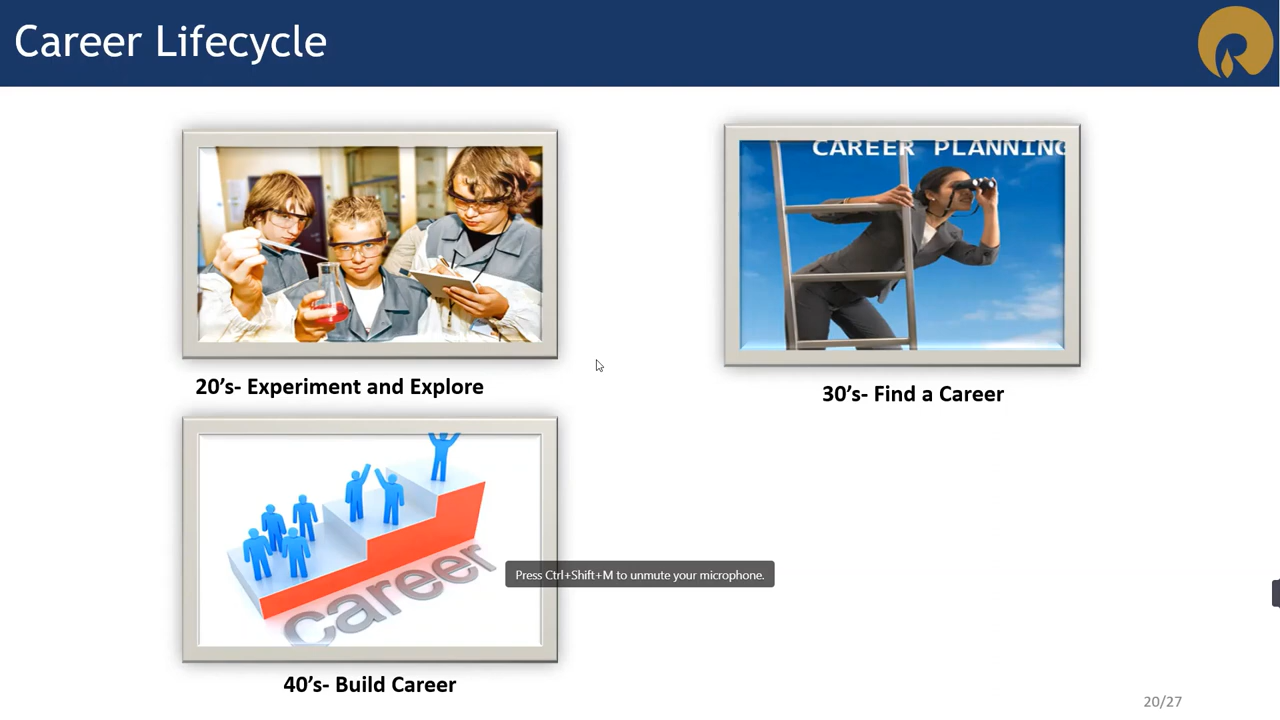 Career Lifecycle
CAREER PLANNING
20’s- Experiment and Explore
30’s- Find a Career
career
Press Ctrl+Shift+M to unmute your microphone.
40’s- Build Career
20/27